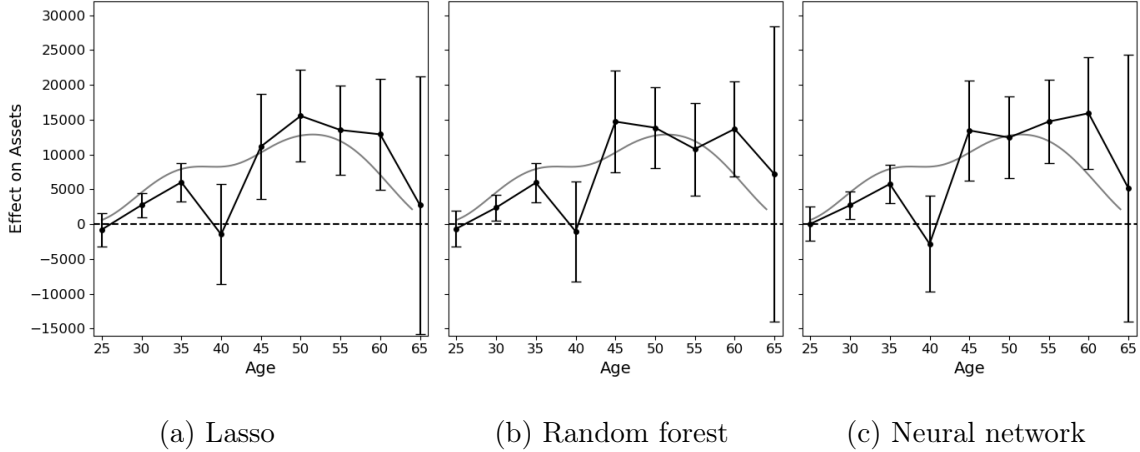 30000
25000
20000
15000
10000
5000
0
−5000
−10000
−15000
Effect on Assets
25 30 35 40 45 50 55 60 65
Age
25 30 35 40 45 50 55 60 65
Age
25 30 35 40 45 50 55 60 65
Age
(a) Lasso
(b) Random forest
(c) Neural network